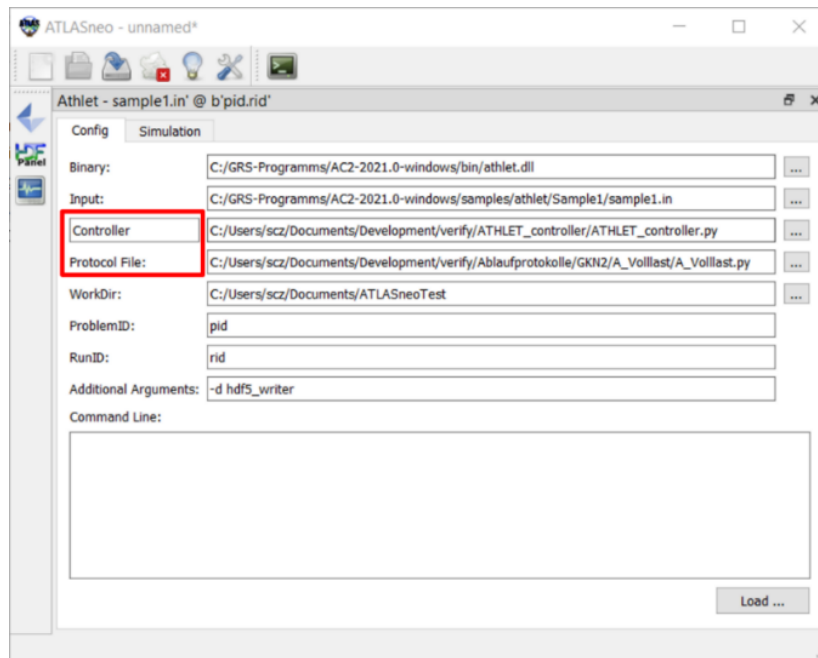 ATLASneo - unnamed*
Athlet - sample1.in' @ b'pid.rid'
Config Simulation
HDF
Panel
Binary: C:/GRS-Programms/AC2-2021.0-windows/bin/athlet.dll ...
Input: C:/GRS-Programms/AC2-2021.0-windows/samples/athlet/Sample1/sample1.in ...
Controller C:/Users/scz/Documents/Development/verify/ATHLET_controller/ATHLET_controller.py ...
Protocol File: C:/Users/scz/Documents/Development/verify/Ablaufprotokolle/GKN2/A_Volllast/A_Volllast.py ...
WorkDir: C:/Users/scz/Documents/ATLASneoTest ...
ProblemID: pid
RunID: rid
Additional Arguments: -d hdf5_writer
Command Line:
Load ...